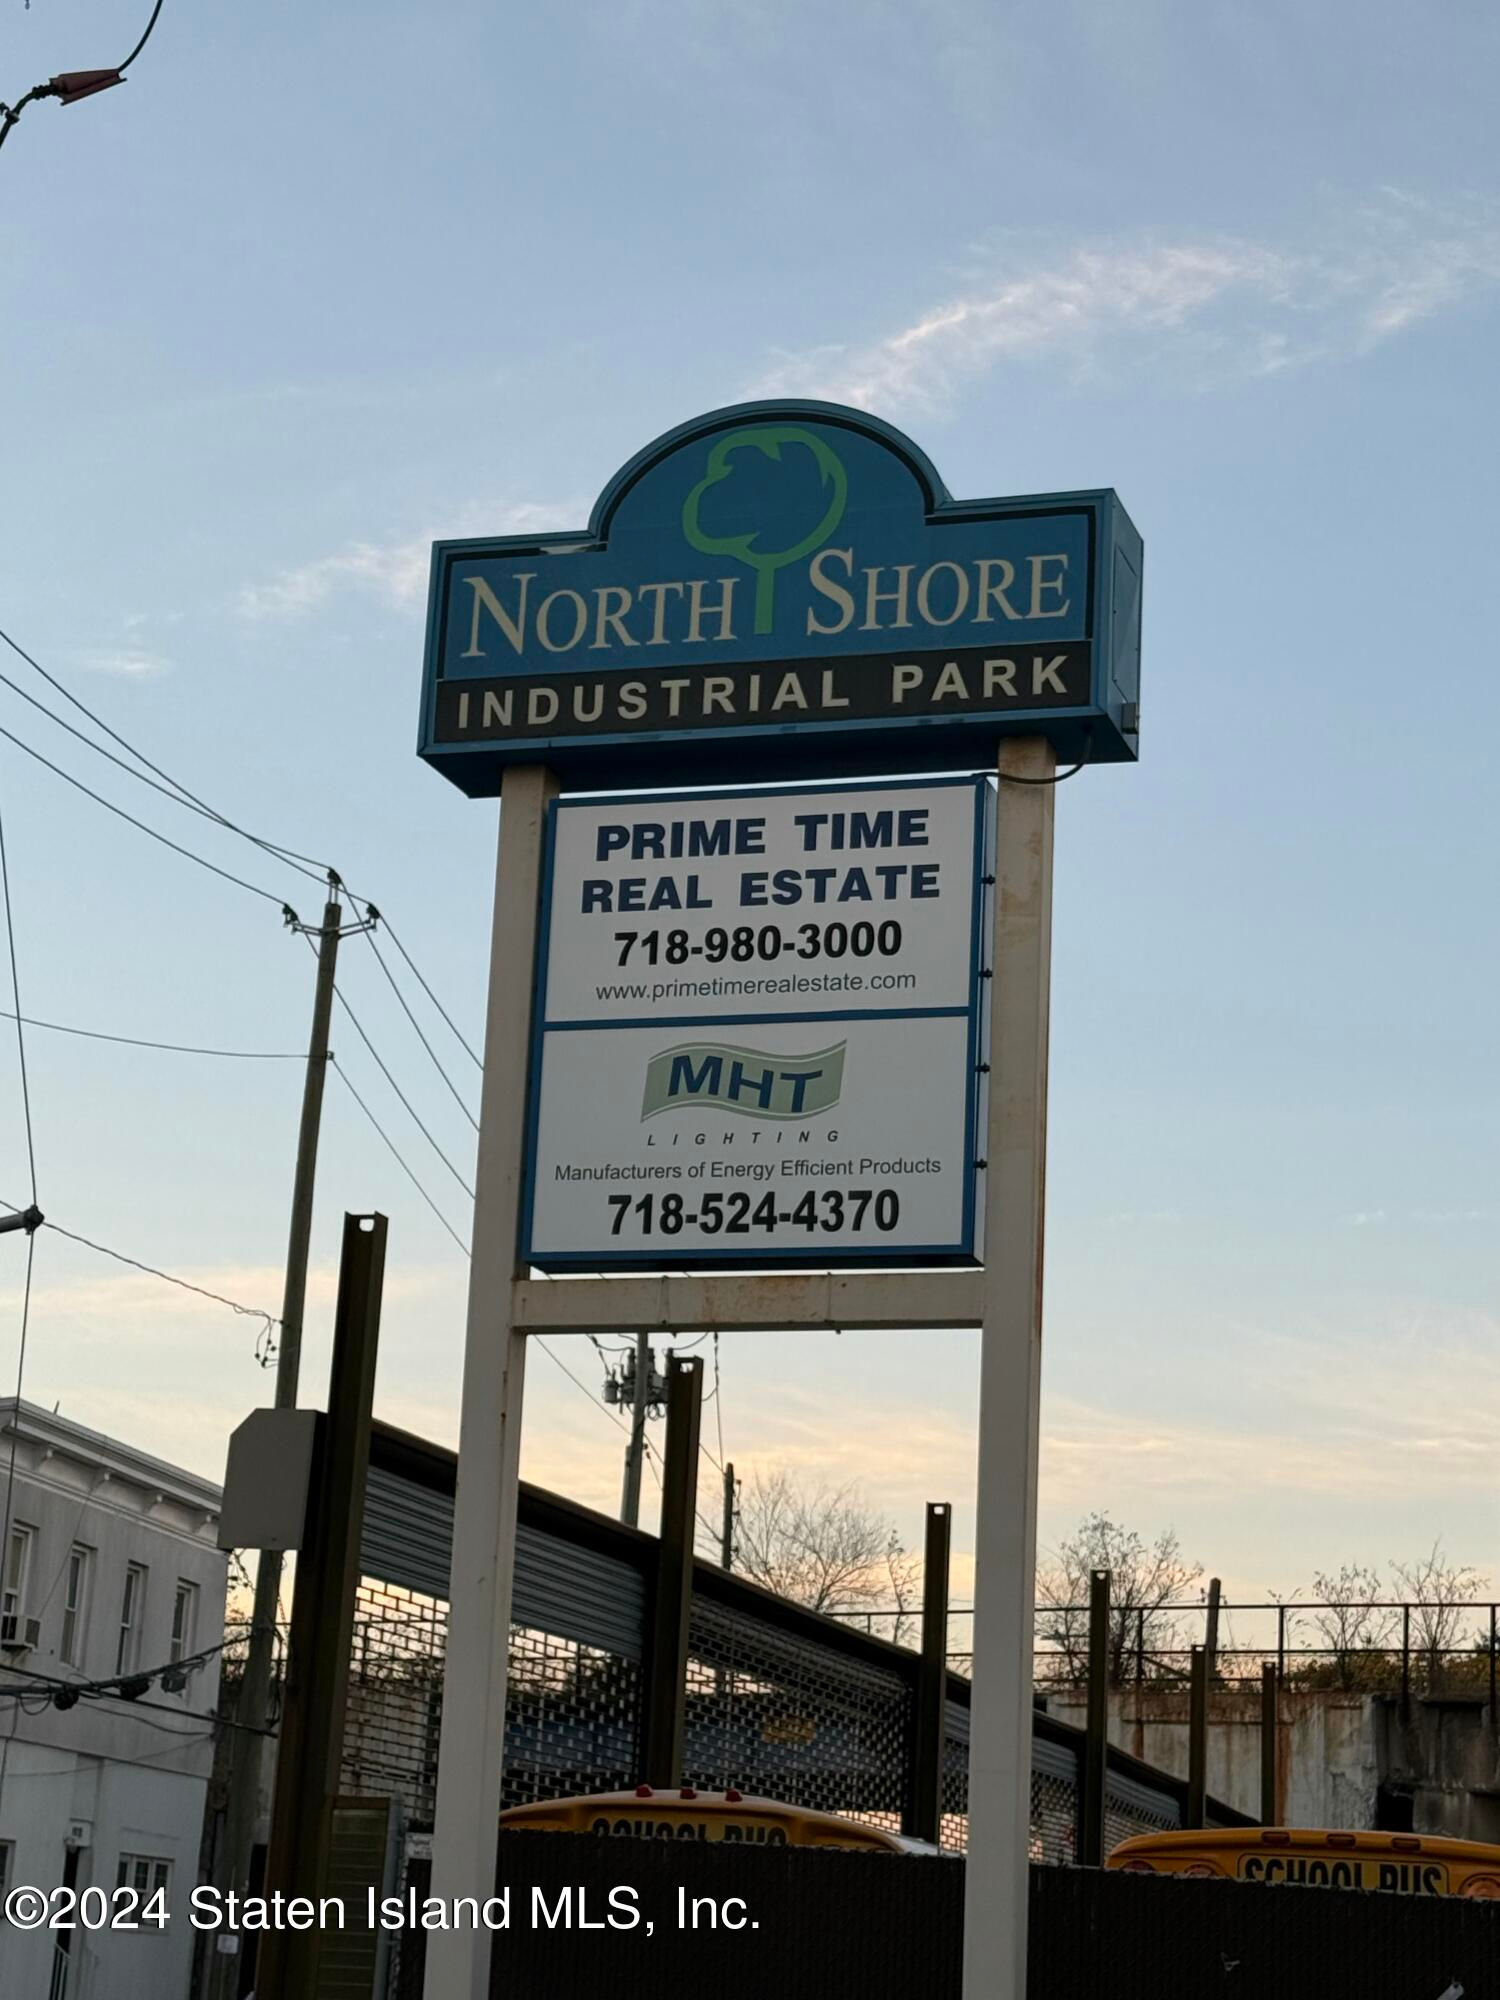 NORTH SHORE
INDUSTRIAL PARK
PRIME TIME
REAL ESTATE
718-980-3000
www.primetimerealestate.com
MHT
LIGHTING
Manufacturers of Energy Efficient Products
718-524-4370
SCHOOL BUS
SCHOOL BUS
©2024 Staten Island MLS, Inc.